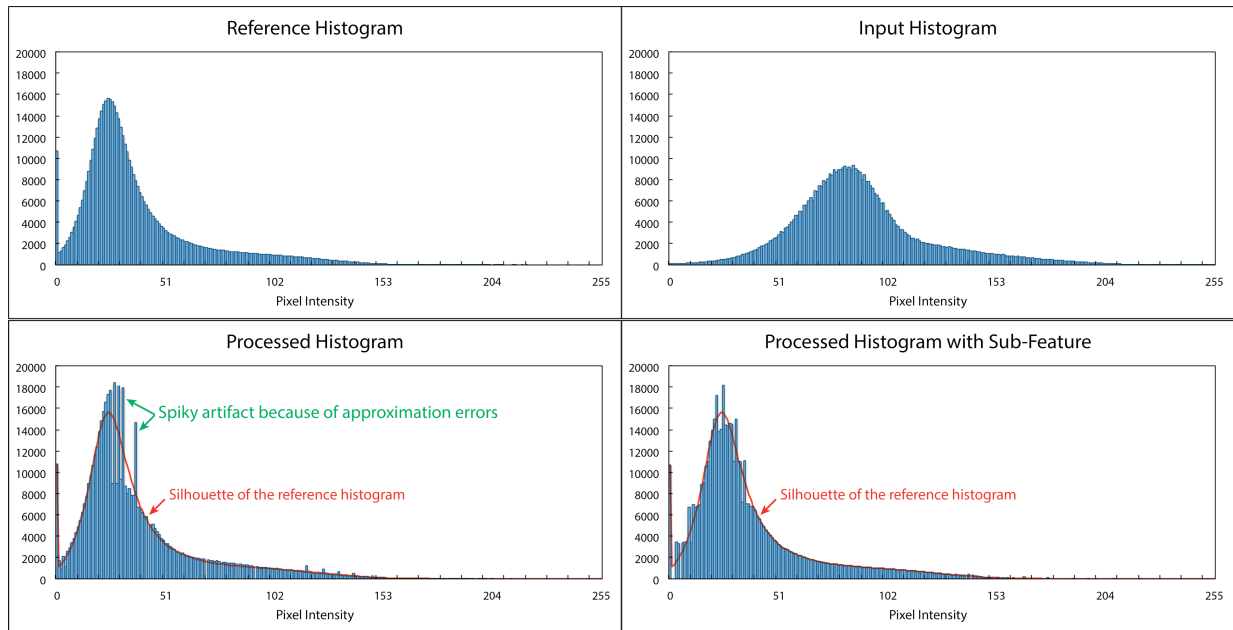 Reference Histogram
20000
18000
16000
14000
12000
10000
8000
6000
4000
2000
0
0 51 102 153 204 255
Pixel Intensity
Input Histogram
20000
18000
16000
14000
12000
10000
8000
6000
4000
2000
0
0 51 102 153 204 255
Pixel Intensity
Processed Histogram
20000
18000
16000
14000
12000
10000
8000
6000
4000
2000
0
Spiky artifact because of approximation errors
Silhouette of the reference histogram
0 51 102 153 204 255
Pixel Intensity
Processed Histogram with Sub-Feature
20000
18000
16000
14000
12000
10000
8000
6000
4000
2000
0
Silhouette of the reference histogram
0 51 102 153 204 255
Pixel Intensity